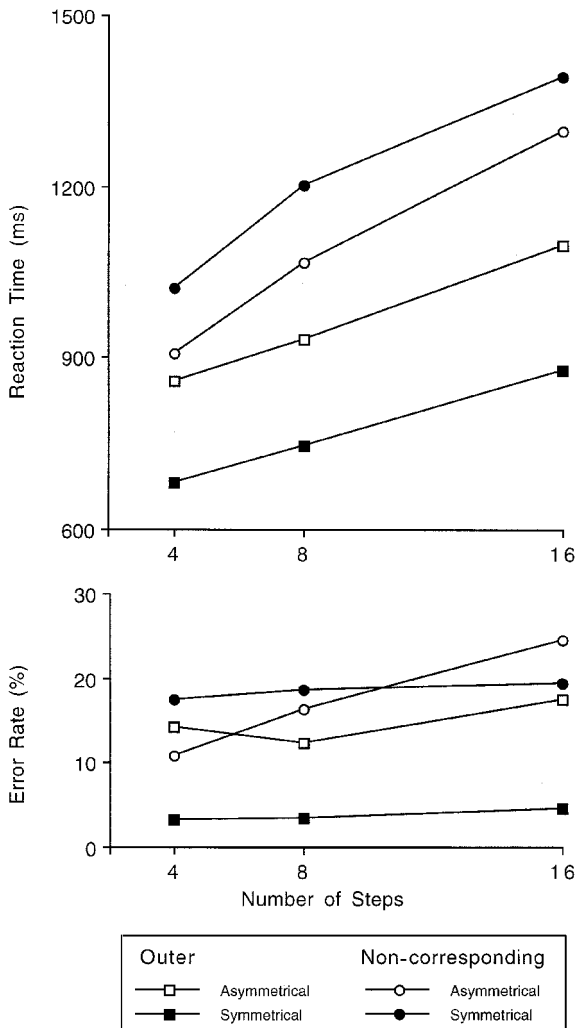 1500
1200
900
600
Reaction Time (ms)
4 8 16
30
20
10
0
Error Rate (%)
4 8 16
Number of Steps
Outer Non-corresponding
Asymmetrical Asymmetrical
Symmetrical Symmetrical